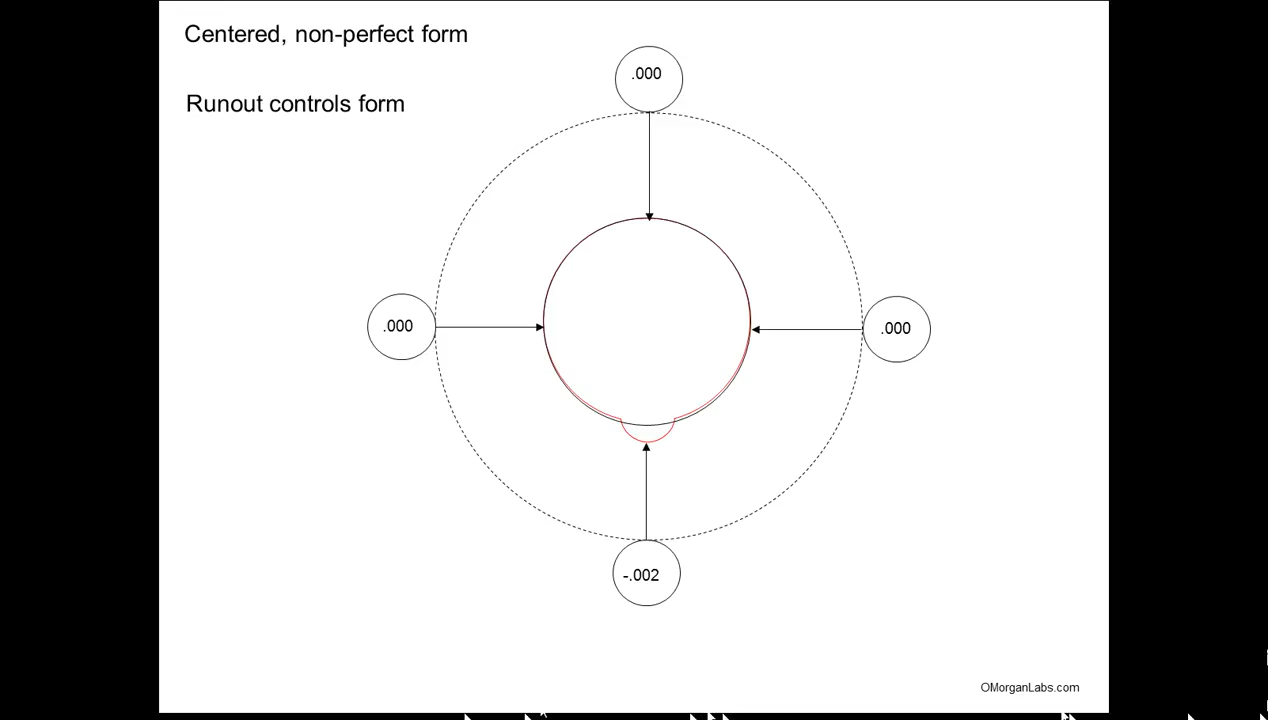 Centered, non-perfect form
Runout controls form
.000
.000
.000
-.002
OMorganLabs.com